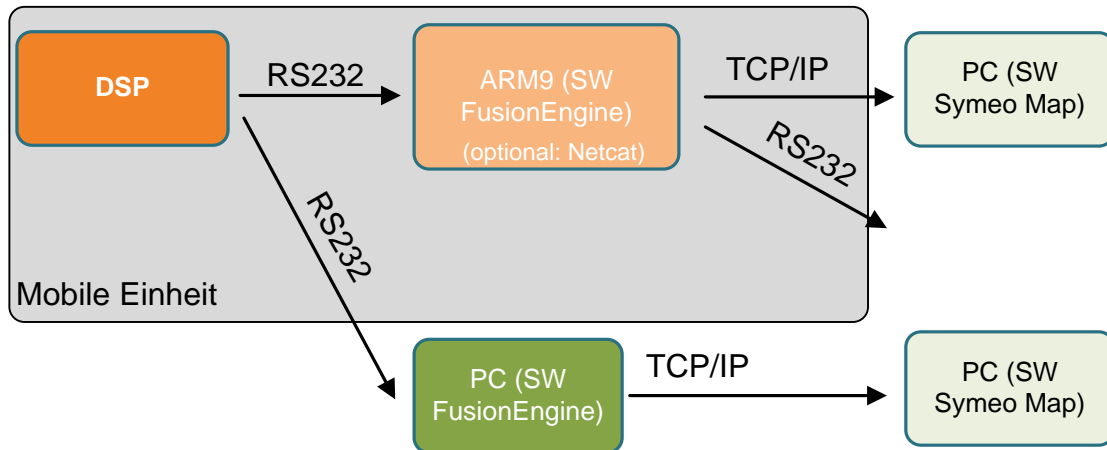 DSP
RS232
ARM9 (SW
FusionEngine)
(optional: Netcat)
TCP/IP
PC (SW
Symeo Map)
RS232
RS232
Mobile Einheit
PC (SW
FusionEngine)
TCP/IP
PC (SW
Symeo Map)